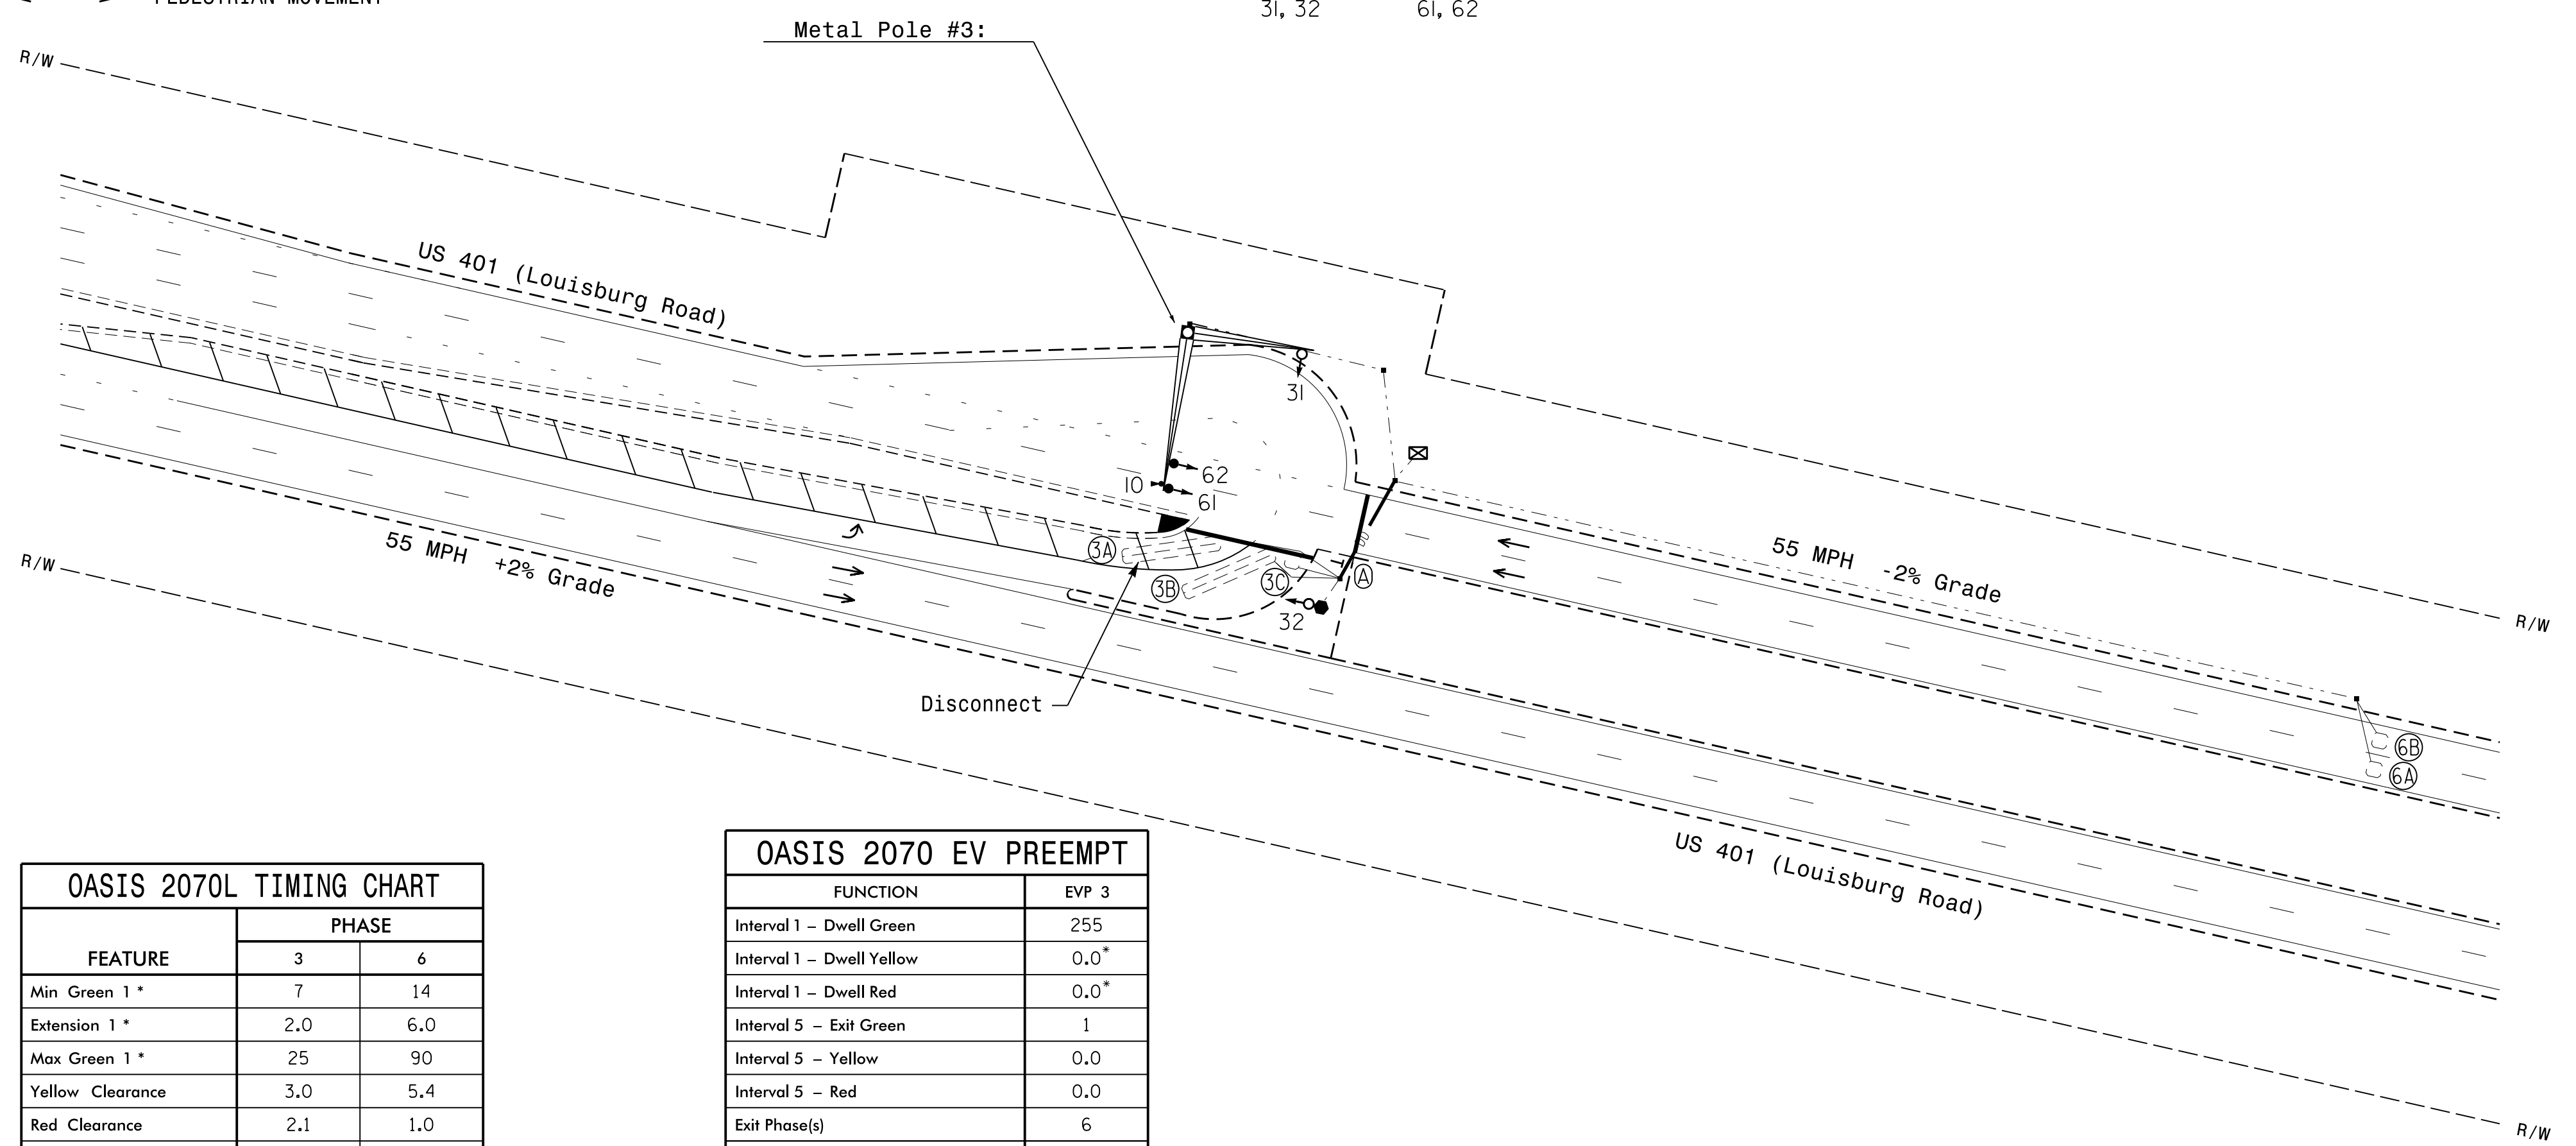 PEDESTRIAN MOVEMENT
31, 32
61, 62
Metal Pole #3:
R/W
US 401 (Louisburg Road)
31
62
10
61
3A
3B
3C
A
32
55 MPH +2% Grade
55 MPH -2% Grade
R/W
R/W
Disconnect
6B
6A
US 401 (Louisburg Road)
R/W
OASIS 2070L TIMING CHART
FEATURE
PHASE
3 6
Min Green 1 * 7 14
Extension 1 * 2.0 6.0
Max Green 1 * 25 90
Yellow Clearance 3.0 5.4
Red Clearance 2.1 1.0
OASIS 2070 EV PREEMPT
FUNCTION EVP 3
Interval 1 – Dwell Green 255
Interval 1 – Dwell Yellow 0.0*
Interval 1 – Dwell Red 0.0*
Interval 5 – Exit Green 1
Interval 5 – Yellow 0.0
Interval 5 – Red 0.0
Exit Phase(s) 6